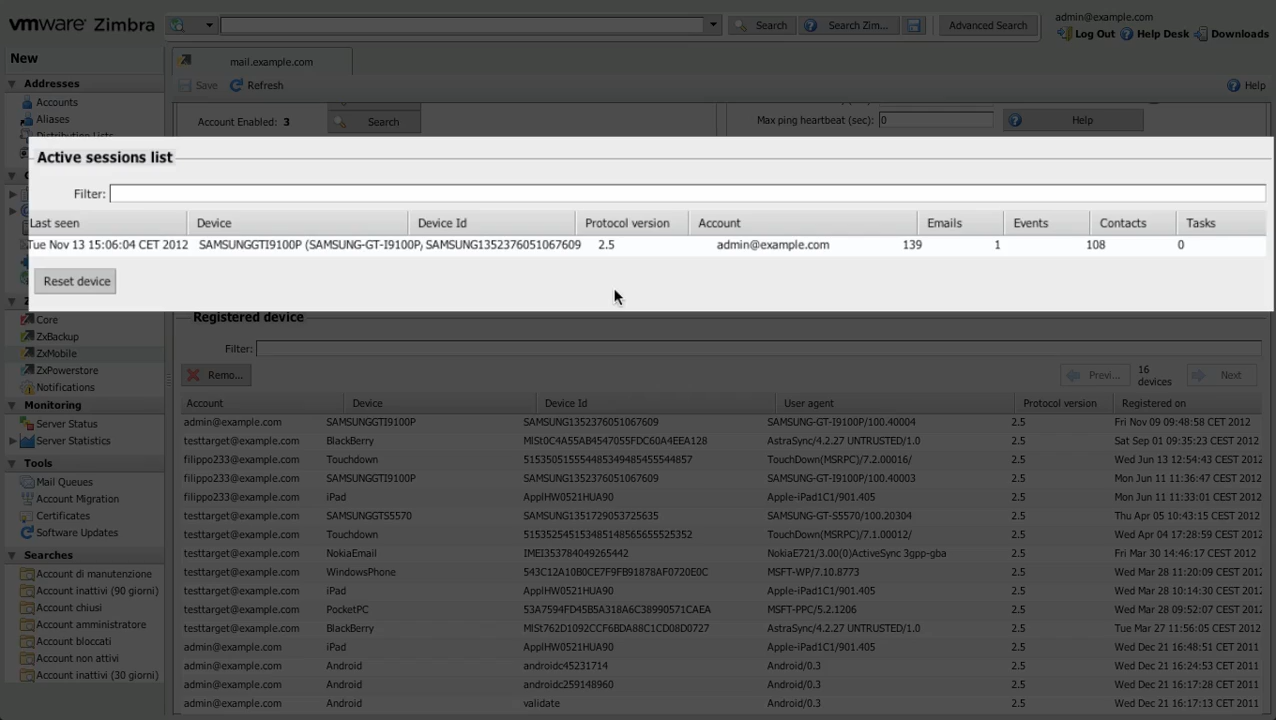 vmware Zimbra
Search
Search Zim...
Advanced Search
admin@example.com
Log Out Help Desk Downloads
New
mail.example.com
Save Refresh
Help
Addresses
Accounts
Aliases
Distribution Lists
Account Enabled: 3
Search
Max ping heartbeat (sec): 0
Help
Active sessions list
Filter:
Last seen Device Device Id Protocol version Account Emails Events Contacts Tasks
Tue Nov 13 15:06:04 CET 2012 SAMSUNGGTI9100P (SAMSUNG-GT-I9100P/ SAMSUNG1352376051067609 2.5 admin@example.com 139 1 108 0
Reset device
Core
ZxBackup
ZxMobile
ZxPowerstore
Notifications
Monitoring
Server Status
Server Statistics
Tools
Mail Queues
Account Migration
Certificates
Software Updates
Searches
Account di manutenzione
Account inattivi (90 giorni)
Account chiusi
Account amministratore
Account bloccati
Account non attivi
Account inattivi (30 giorni)
Registered device
Filter:
Remo...
Previ...
16 devices
Next
Account Device Device Id User agent Protocol version Registered on
admin@example.com SAMSUNGGTI9100P SAMSUNG1352376051067609 SAMSUNG-GT-I9100P/100.40004 2.5 Fri Nov 09 09:48:58 CET 2012
testtarget@example.com BlackBerry MISt0C4A55AB4547055FDC60A4EEA128 AstraSync/4.2.27 UNTRUSTED/1.0 2.5 Sat Sep 01 09:35:23 CEST 2012
filippo233@example.com Touchdown 515350515554485349485455544857 TouchDown(MSRPC)/7.2.00016/ 2.5 Wed Jun 13 12:54:43 CEST 2012
filippo233@example.com SAMSUNGGTI9100P SAMSUNG1352376051067609 SAMSUNG-GT-I9100P/100.40003 2.5 Mon Jun 11 11:36:47 CEST 2012
filippo233@example.com iPad ApplHW0521HUA90 Apple-iPad1C1/901.405 2.5 Mon Jun 11 11:33:01 CEST 2012
testtarget@example.com SAMSUNGGTS5570 SAMSUNG1351729053725635 SAMSUNG-GT-S5570/100.20304 2.5 Thu Apr 05 10:43:15 CEST 2012
testtarget@example.com Touchdown 515352545153485148565655525352 TouchDown(MSRPC)/7.1.00012/ 2.5 Wed Apr 04 17:28:59 CEST 2012
testtarget@example.com NokiaEmail IMEI353784049265442 NokiaE721/3.00(0)ActiveSync 3gpp-gba 2.5 Fri Mar 30 14:46:17 CEST 2012
testtarget@example.com WindowsPhone 543C12A10B0CE7F9FB91878AF0720E0C MSFT-WP/7.10.8773 2.5 Wed Mar 28 11:20:09 CEST 2012
testtarget@example.com iPad ApplHW0521HUA90 Apple-iPad1C1/901.405 2.5 Wed Mar 28 10:14:30 CEST 2012
testtarget@example.com PocketPC 53A7594FD45B5A318A6C38990571CAEA MSFT-PPC/5.2.1206 2.5 Wed Mar 28 09:52:07 CEST 2012
testtarget@example.com BlackBerry MISt762D1092CCF6BDA88C1CD08D0727 AstraSync/4.2.27 UNTRUSTED/1.0 2.5 Tue Mar 27 11:56:05 CEST 2012
admin@example.com iPad ApplHW0521HUA90 Apple-iPad1C1/901.405 2.5 Wed Dec 21 16:48:51 CET 2011
admin@example.com Android androidc45231714 Android/0.3 2.5 Wed Dec 21 16:24:53 CET 2011
admin@example.com Android androidc259148960 Android/0.3 2.5 Wed Dec 21 16:17:28 CET 2011
admin@example.com Android validate Android/0.3 2.5 Wed Dec 21 16:17:13 CET 2011